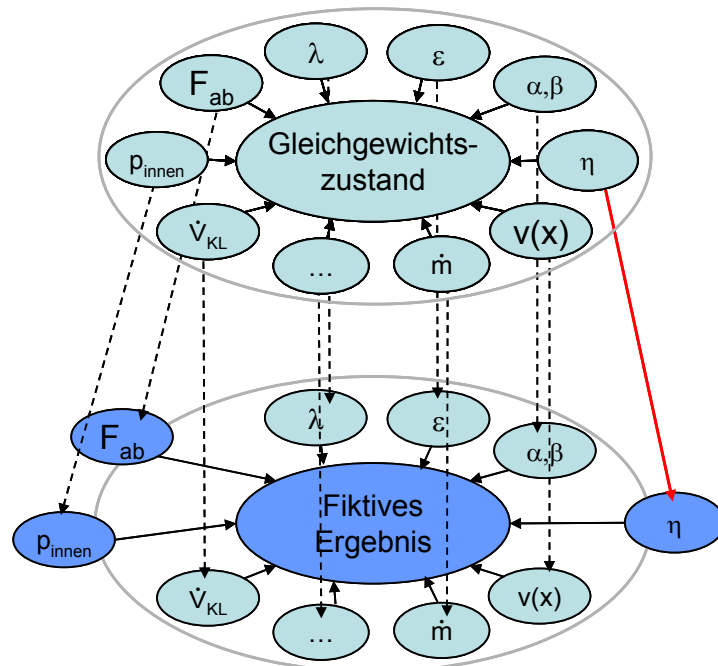 λ
ε
F_ab
α,β
Gleichgewichts-
zustand
p_innen
η
V̇_KL
v(x)
…
ṁ
λ
ε
F_ab
α,β
Fiktives
Ergebnis
p_innen
η
V̇_KL
v(x)
…
ṁ